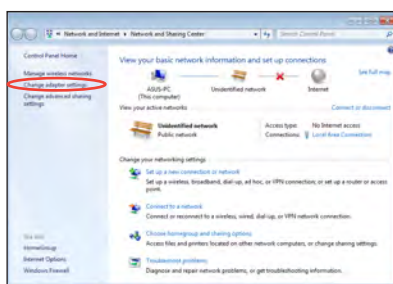 Network and Internet ▸ Network and Sharing Center
Search Control Panel
Control Panel Home
Manage wireless networks
Change adapter settings
Change advanced sharing
settings
See also
HomeGroup
Internet Options
Windows Firewall
View your basic network information and set up connections
See full map
ASUS-PC
(This computer)
Unidentified network
Internet
View your active networks
Connect or disconnect
Unidentified network
Public network
Access type: No Internet access
Connections: Local Area Connection
Change your networking settings
Set up a new connection or network
Set up a wireless, broadband, dial-up, ad hoc, or VPN connection; or set up a router or access
point.
Connect to a network
Connect or reconnect to a wireless, wired, dial-up, or VPN network connection.
Choose homegroup and sharing options
Access files and printers located on other network computers, or change sharing settings.
Troubleshoot problems
Diagnose and repair network problems, or get troubleshooting information.